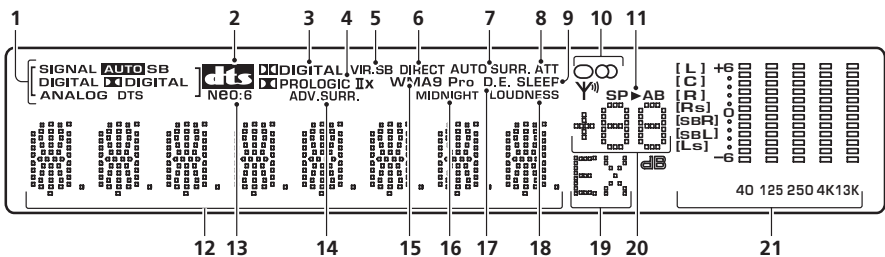 1 2 3 4 5 6 7 8 9 10 11
SIGNAL AUTO SB dts DIGITAL VIR.SB DIRECT AUTO SURR. ATT [L] +6
DIGITAL DIGITAL PROLOGIC IIx WMA9 Pro D.E. SLEEP SP►AB [C]
ANALOG DTS Neo:6 ADV.SURR. MIDNIGHT LOUDNESS [R]
[Rs] 0
[SBR]
[SBL]
[Ls] -6
+ 8 8 dB
EX
40 125 250 4K 13K
12 13 14 15 16 17 18 19 20 21